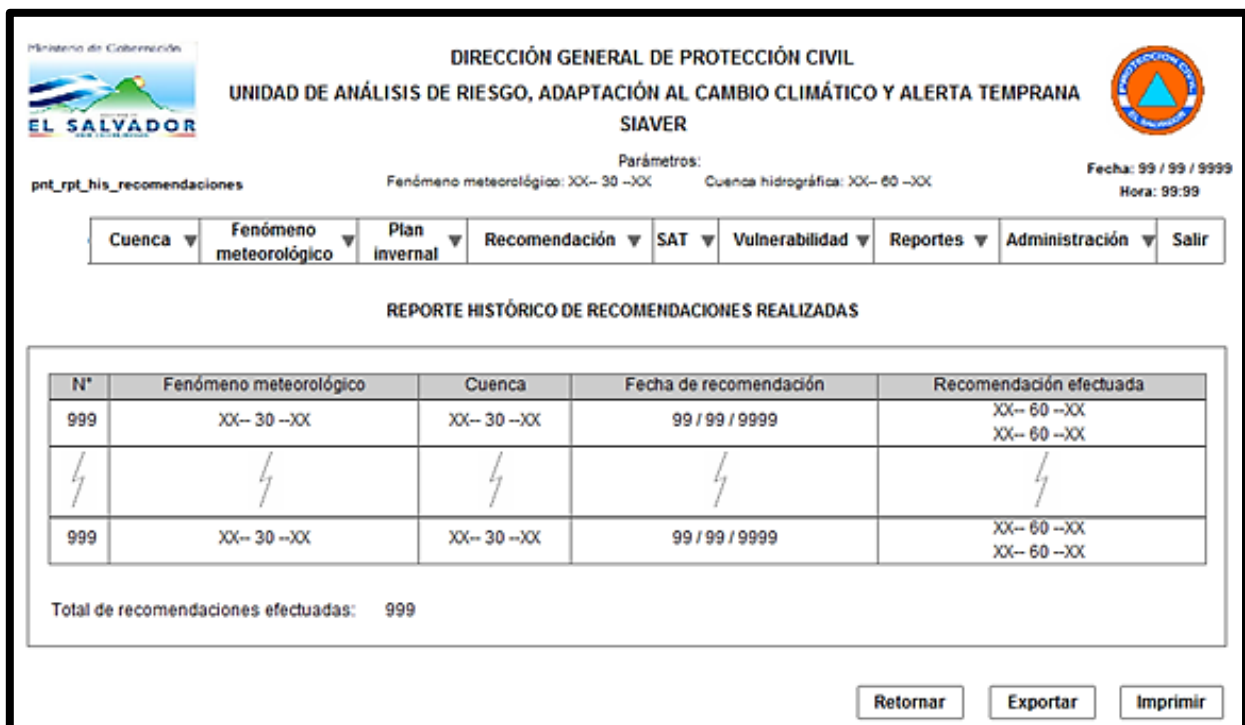 Ministerio de Gobernación
EL SALVADOR
DIRECCIÓN GENERAL DE PROTECCIÓN CIVIL
UNIDAD DE ANÁLISIS DE RIESGO, ADAPTACIÓN AL CAMBIO CLIMÁTICO Y ALERTA TEMPRANA
SIAVER
PROTECCION CIVIL
EL SALVADOR
Parámetros:
pnt_rpt_his_recomendaciones
Fenómeno meteorológico: XX-- 30 --XX Cuenca hidrográfica: XX-- 60 --XX
Fecha: 99 / 99 / 9999
Hora: 99:99
Cuenca Fenómeno meteorológico Plan invernal Recomendación SAT Vulnerabilidad Reportes Administración Salir
REPORTE HISTÓRICO DE RECOMENDACIONES REALIZADAS
N° Fenómeno meteorológico Cuenca Fecha de recomendación Recomendación efectuada
999 XX-- 30 --XX XX-- 30 --XX 99 / 99 / 9999 XX-- 60 --XX
XX-- 60 --XX
999 XX-- 30 --XX XX-- 30 --XX 99 / 99 / 9999 XX-- 60 --XX
XX-- 60 --XX
Total de recomendaciones efectuadas: 999
Retornar Exportar Imprimir